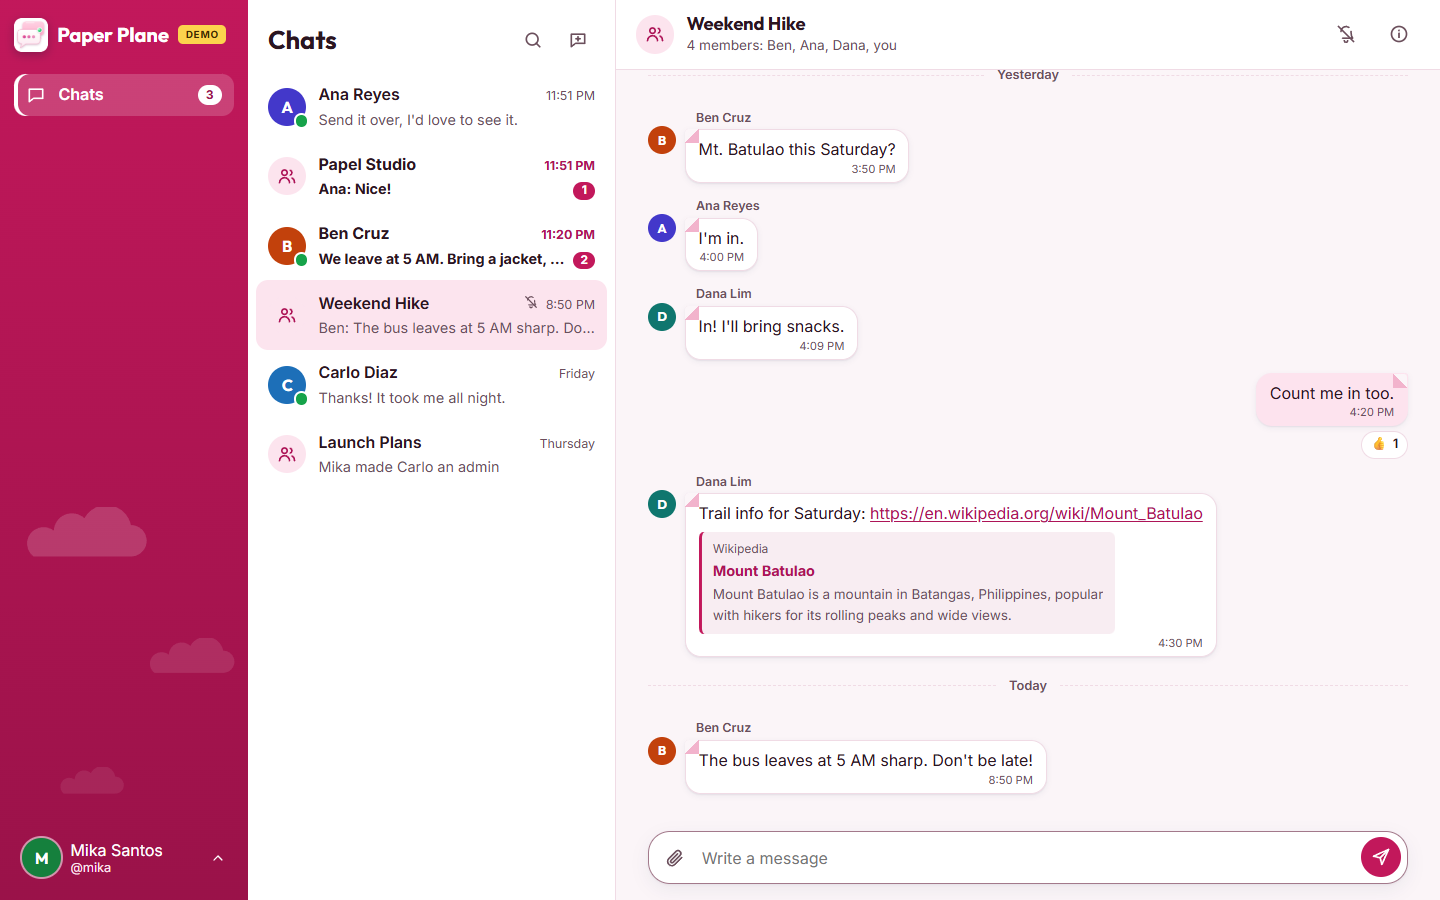 Paper Plane DEMO
Chats 3
Mika Santos
@mika
Chats
Ana Reyes 11:51 PM
Send it over, I'd love to see it.
Papel Studio 11:51 PM
Ana: Nice! 1
Ben Cruz 11:20 PM
We leave at 5 AM. Bring a jacket, ... 2
Weekend Hike 8:50 PM
Ben: The bus leaves at 5 AM sharp. Do...
Carlo Diaz Friday
Thanks! It took me all night.
Launch Plans Thursday
Mika made Carlo an admin
Weekend Hike
4 members: Ben, Ana, Dana, you
Yesterday
Ben Cruz
Mt. Batulao this Saturday?
3:50 PM
Ana Reyes
I'm in.
4:00 PM
Dana Lim
In! I'll bring snacks.
4:09 PM
Count me in too.
4:20 PM
👍 1
Dana Lim
Trail info for Saturday: https://en.wikipedia.org/wiki/Mount_Batulao
Wikipedia
Mount Batulao
Mount Batulao is a mountain in Batangas, Philippines, popular
with hikers for its rolling peaks and wide views.
4:30 PM
Today
Ben Cruz
The bus leaves at 5 AM sharp. Don't be late!
8:50 PM
Write a message
A
B
C
M
B
A
D
D
B